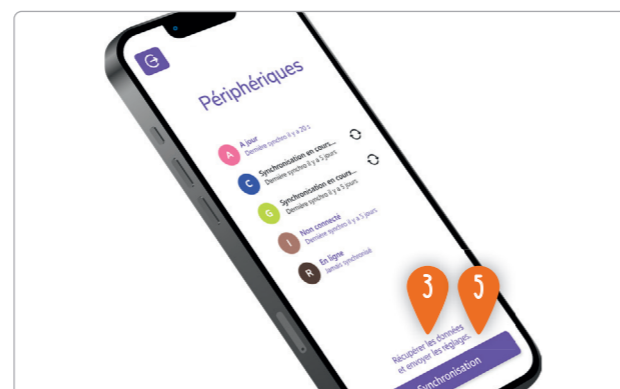 Périphériques
A
A jour
Dernière synchro il y a 20 s
C
Synchronisation en cours...
Dernière synchro il y a 5 jours
G
Synchronisation en cours...
Dernière synchro il y a 5 jours
I
Non connecté
Dernière synchro il y a 5 jours
R
En ligne
Jamais synchronisé
3
5
Récupérer les données
et envoyer les réglages.
Synchronisation